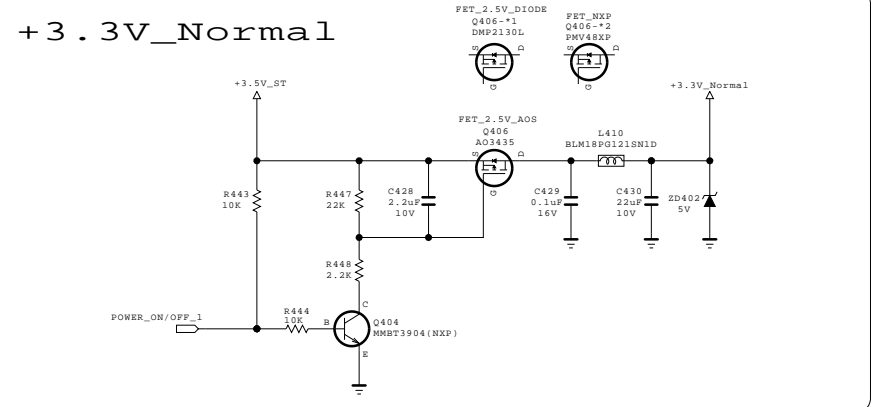 +3.3V_Normal
FET_2.5V_DIODE
Q406-*1
DMP2130L
S
D
G
FET_NXP
Q406-*2
PMV48XP
S
D
G
+3.5V_ST
+3.3V_Normal
FET_2.5V_AOS
Q406
AO3435
S
D
G
L410
BLM18PG121SN1D
R443
10K
R447
22K
C428
2.2uF
10V
C429
0.1uF
16V
C430
22uF
10V
ZD402
5V
R448
2.2K
POWER_ON/OFF_1
R444
10K
B
C
E
Q404
MMBT3904(NXP)